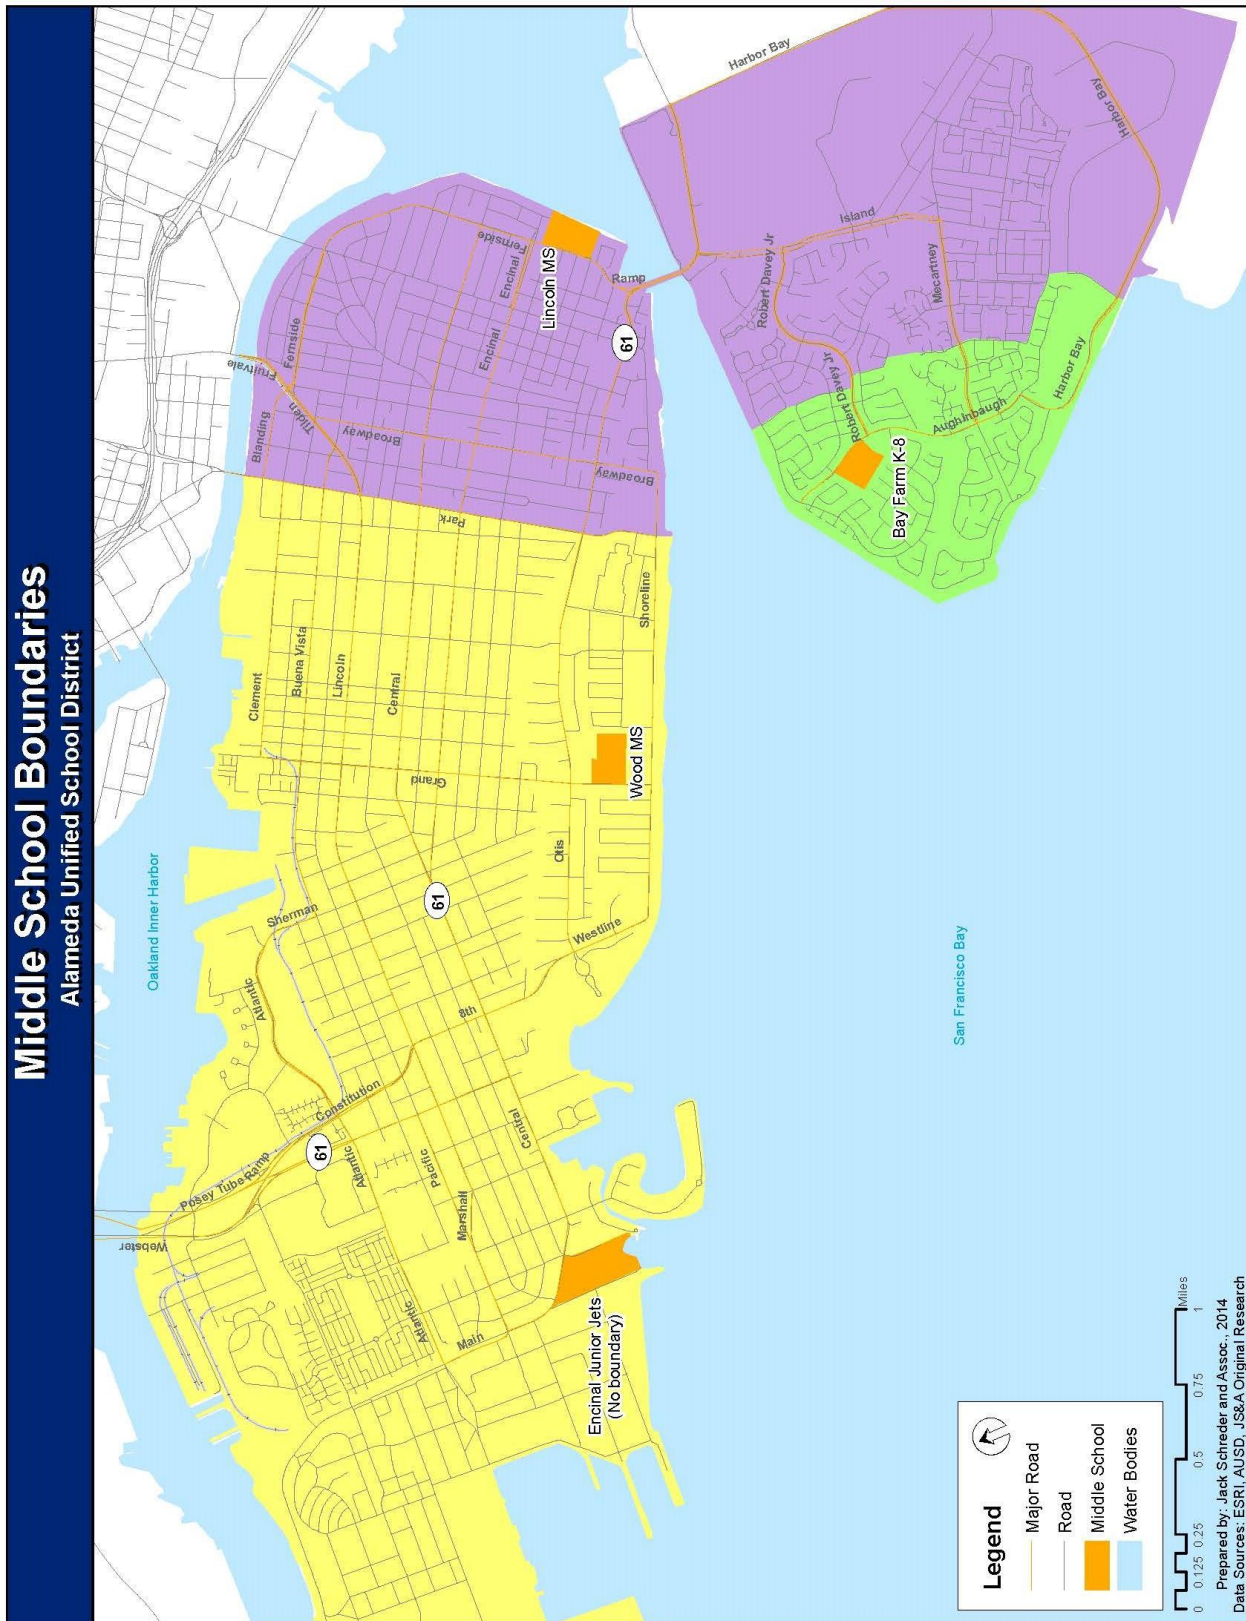 Middle School Boundaries
Alameda Unified School District
Oakland Inner Harbor
Webster
Posey Tube Ramp
Constitution
Atlantic
Sherman
Clement
Buena Vista
Lincoln
Central
Grand
Park
Blanding
Tilden
Fruitvale
Fernside
Broadway
Encinal
Encinal
Fernside
Lincoln MS
Ramp
61
Broadway
Shoreline
Wood MS
Otis
Westline
8th
61
61
Atlantic
Pacific
Marshall
Central
Atlantic
Main
Encinal Junior Jets
(No boundary)
Harbor Bay
Harbor Bay
Island
Robert Davey Jr
Robert Davey Jr
Mecartney
Aughinbaugh
Harbor Bay
Bay Farm K-8
San Francisco Bay
Legend
Major Road
Road
Middle School
Water Bodies
0 0.125 0.25 0.5 0.75 1
Miles
Prepared by: Jack Schreder and Assoc., 2014
Data Sources: ESRI, AUSD, JS&A Original Research